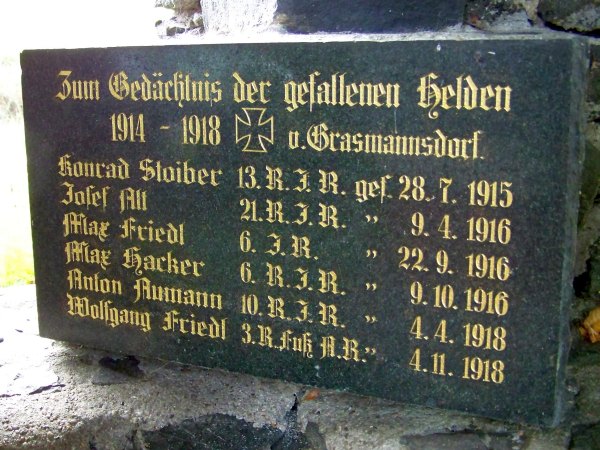 Zum Gedächtnis der gefallenen Helden
1914 - 1918 v. Grasmannsdorf.
Konrad Stoiber 13. R. J. R. gef. 28. 7. 1915
Josef Alt 21. R. J. R. " 9. 4. 1916
Max Friedl 6. J. R. " 22. 9. 1916
Max Hacker 6. R. J. R. " 9. 10. 1916
Anton Aumann 10. R. J. R. " 4. 4. 1918
Wolfgang Friedl 3. R. Fuß A. R. " 4. 11. 1918